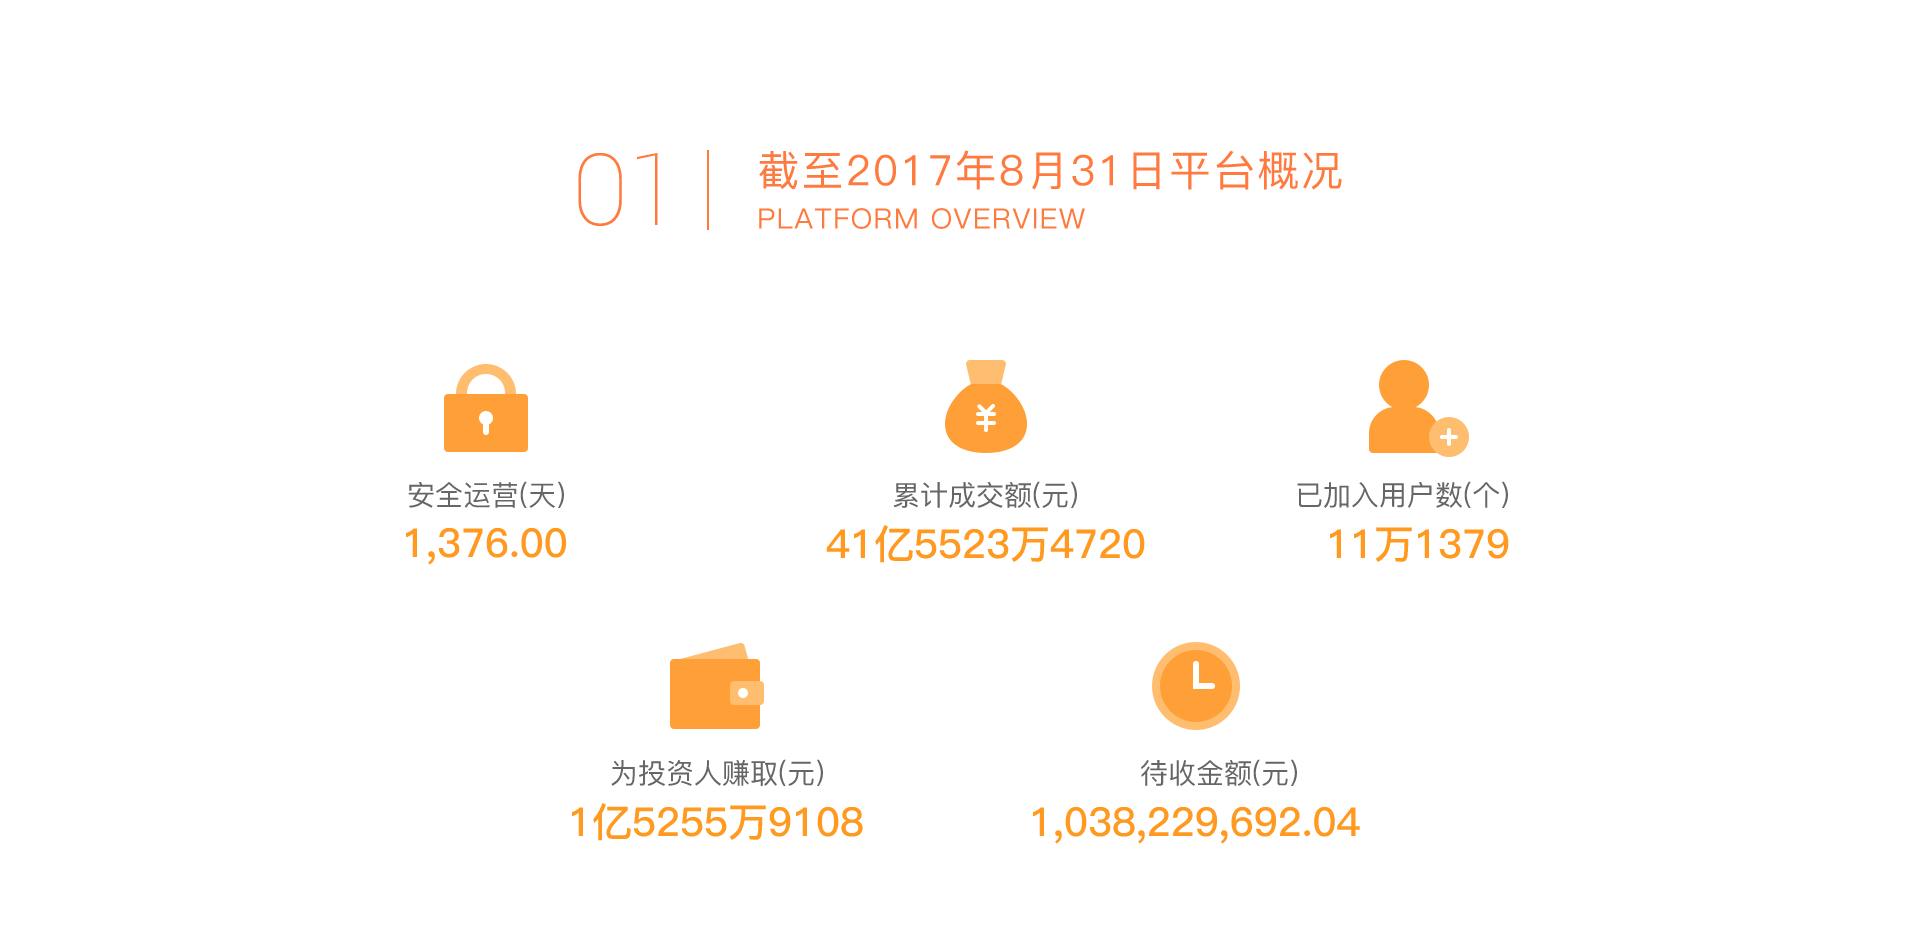 01
截至2017年8月31日平台概况
PLATFORM OVERVIEW
¥
安全运营(天)
1,376.00
累计成交额(元)
41亿5523万4720
已加入用户数(个)
11万1379
为投资人赚取(元)
1亿5255万9108
待收金额(元)
1,038,229,692.04